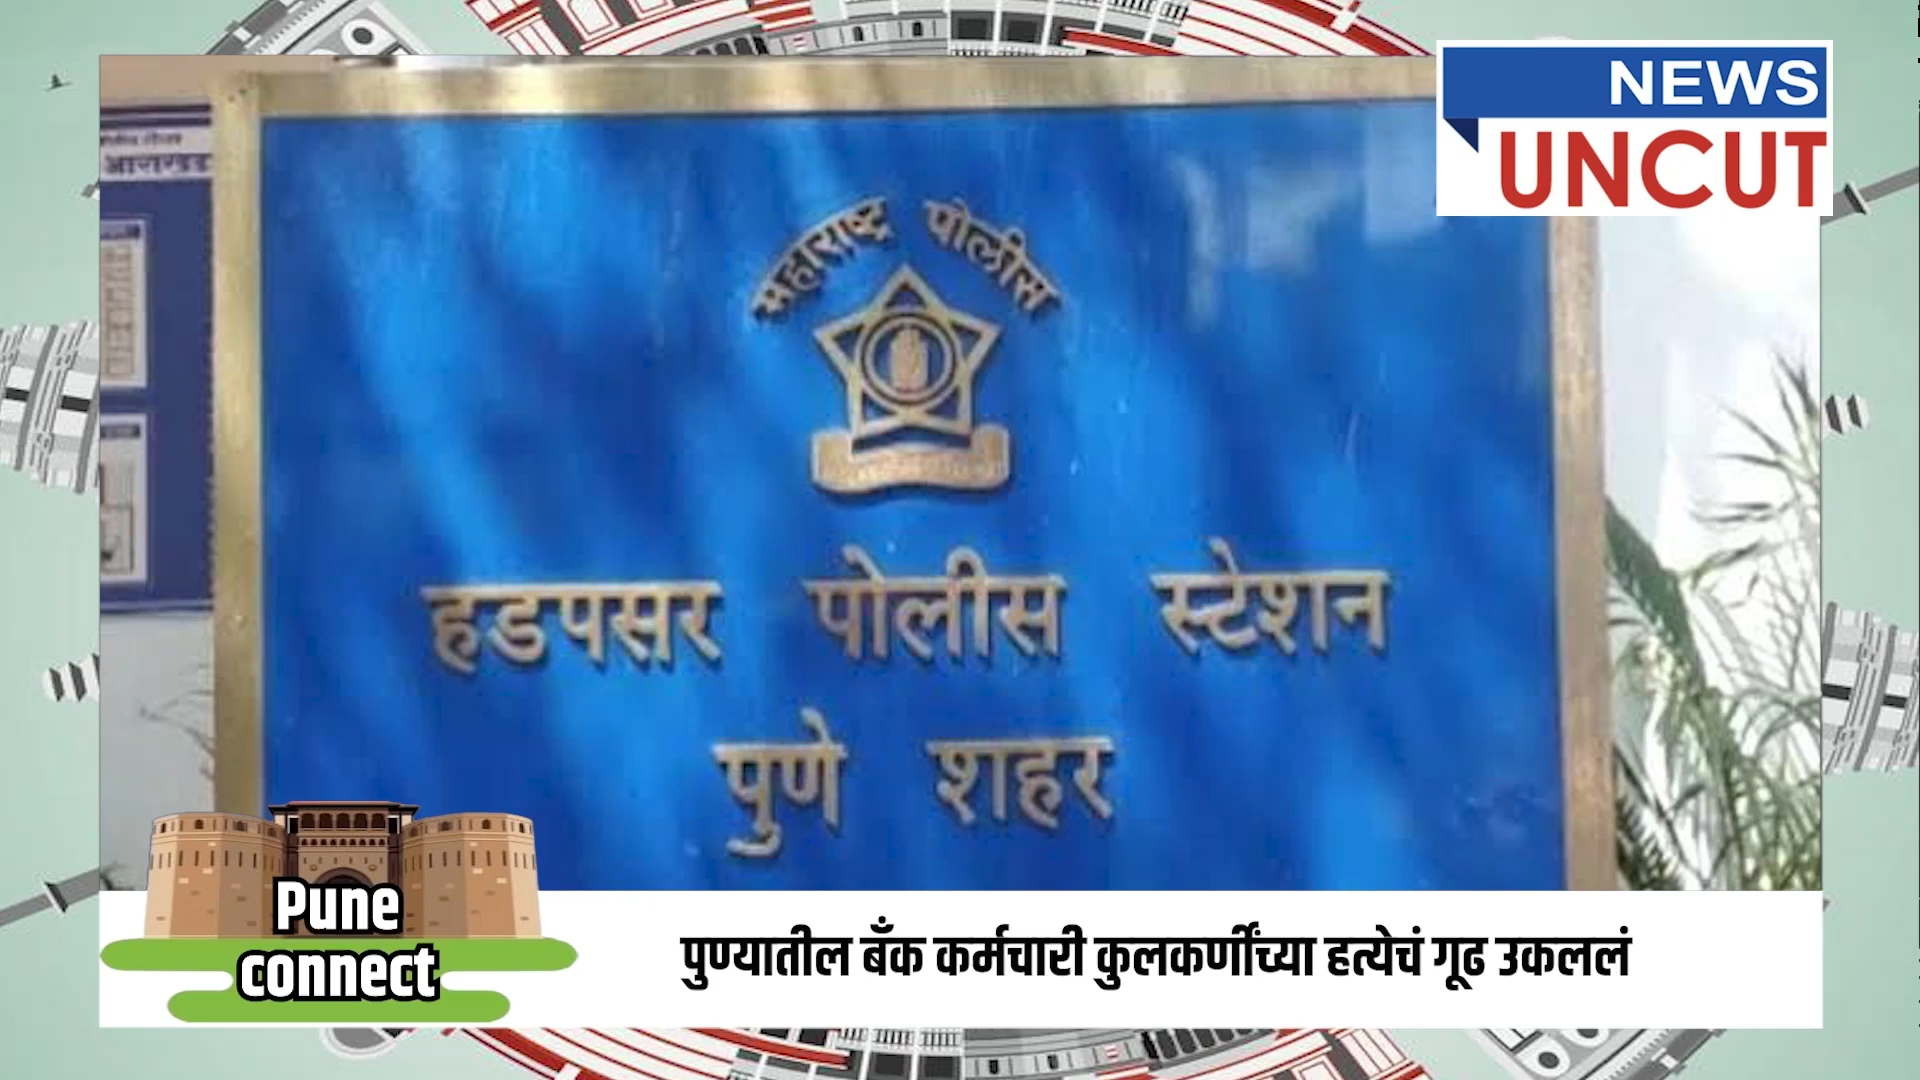 NEWS
UNCUT
महाराष्ट्र पोलीस
हडपसर पोलीस स्टेशन
पुणे शहर
Pune
connect
पुण्यातील बँक कर्मचारी कुलकर्णींच्या हत्येचं गूढ उकललं